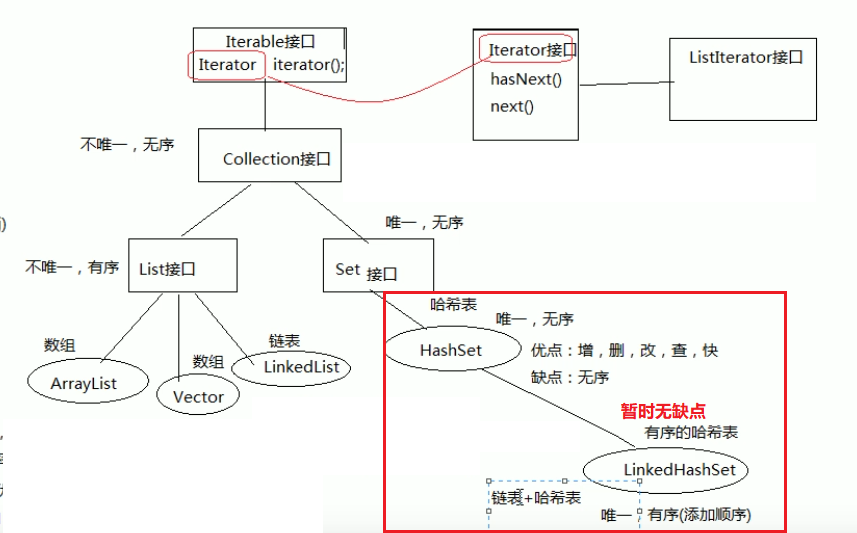 Iterable接口
Iterator iterator();
Iterator接口
hasNext()
next()
ListIterator接口
不唯一，无序
Collection接口
唯一，无序
不唯一，有序
List接口
Set 接口
哈希表
唯一，无序
数组
链表
数组
HashSet
优点：增，删，改，查，快
缺点：无序
ArrayList
Vector
LinkedList
暂时无缺点
有序的哈希表
LinkedHashSet
链表+哈希表
唯一，有序(添加顺序)